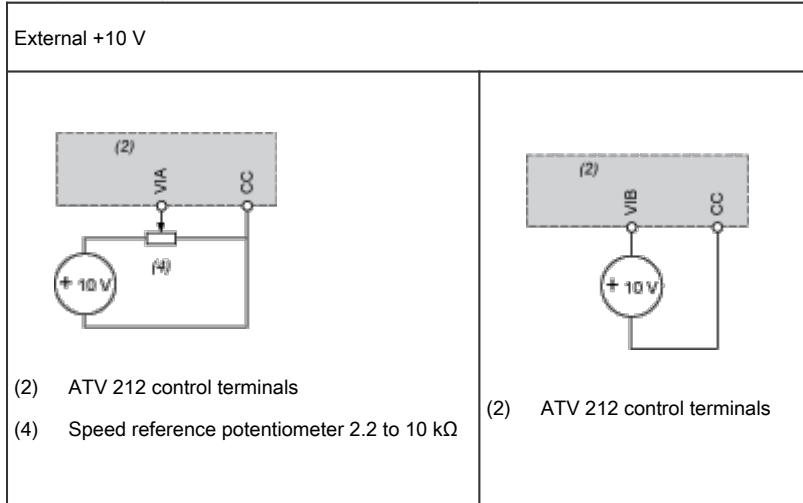 External +10 V
(2)
VIA
CC
(4)
+ 10 V
(2) ATV 212 control terminals
(4) Speed reference potentiometer 2.2 to 10 kΩ
(2)
VIB
CC
+ 10 V
(2) ATV 212 control terminals